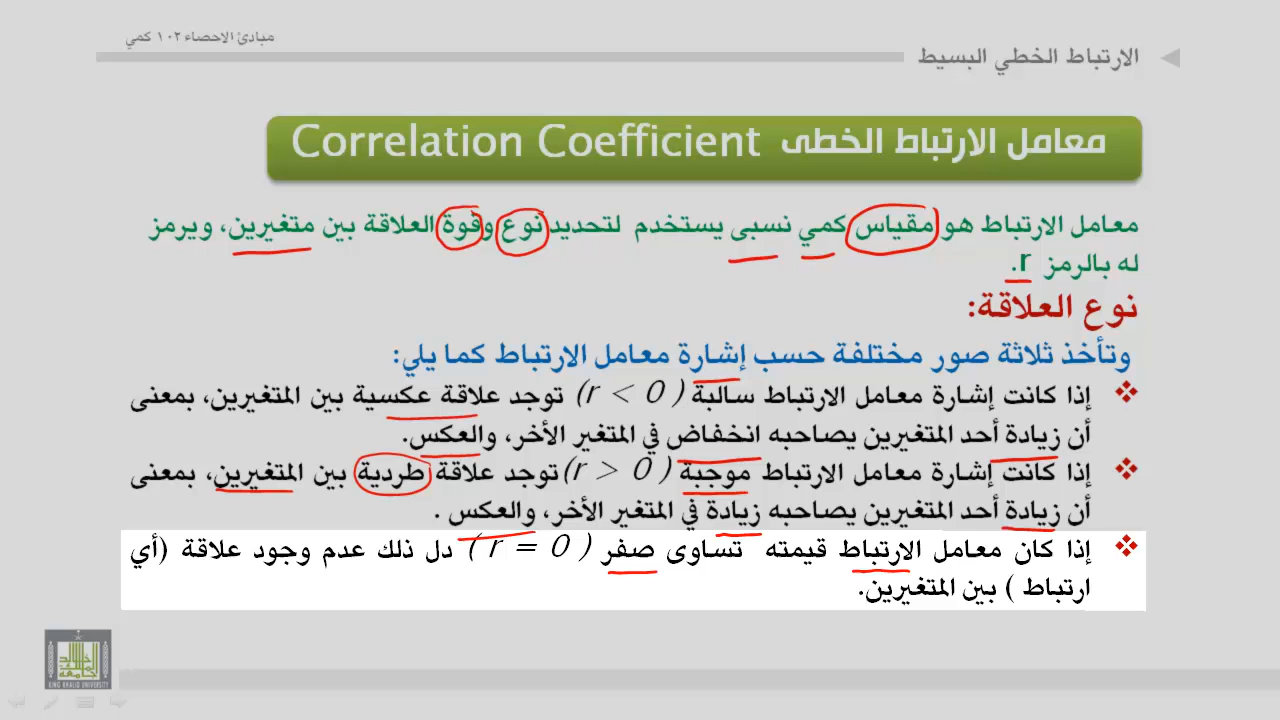 مبادئ الاحصاء ١٠٢ كمي
الارتباط الخطي البسيط
معامل الارتباط الخطى Correlation Coefficient
معامل الارتباط هو مقياس كمي نسبى يستخدم لتحديد نوع وقوة العلاقة بين متغيرين، ويرمز
له بالرمز r.
نوع العلاقة:
وتأخذ ثلاثة صور مختلفة حسب إشارة معامل الارتباط كما يلي:
إذا كانت إشارة معامل الارتباط سالبة ( r < 0 ) توجد علاقة عكسية بين المتغيرين، بمعنى
أن زيادة أحد المتغيرين يصاحبه انخفاض في المتغير الأخر، والعكس.
إذا كانت إشارة معامل الارتباط موجبة ( r > 0 ) توجد علاقة طردية بين المتغيرين، بمعنى
أن زيادة أحد المتغيرين يصاحبه زيادة في المتغير الأخر، والعكس .
إذا كان معامل الارتباط قيمته تساوى صفر ( r = 0 ) دل ذلك عدم وجود علاقة (أي
ارتباط ) بين المتغيرين.
KING KHALID UNIVERSITY